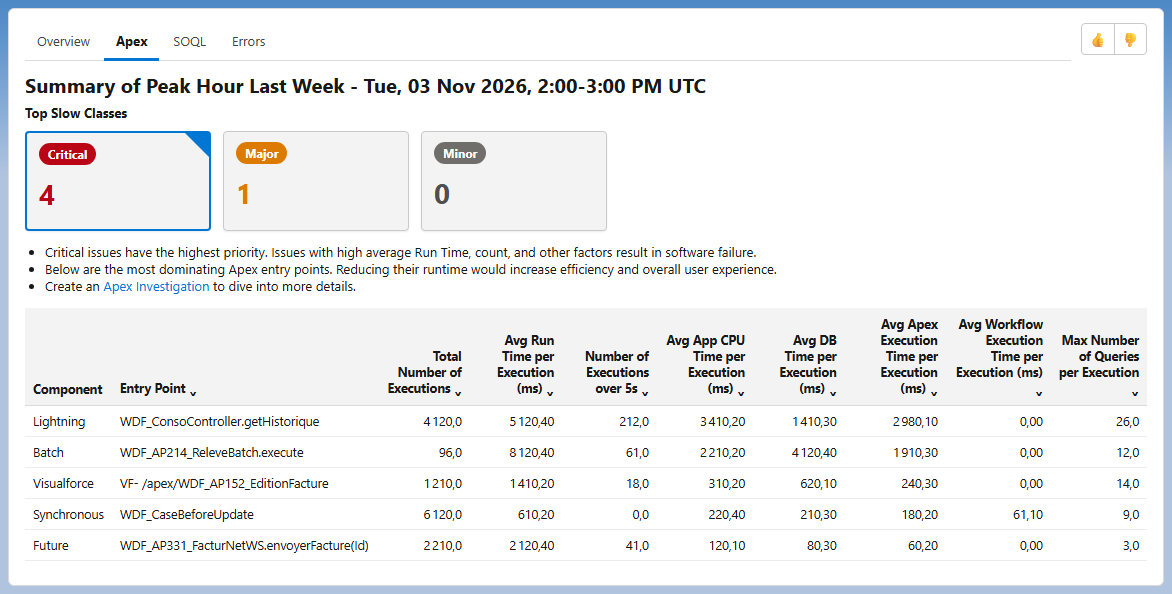 Overview Apex SOQL Errors
Summary of Peak Hour Last Week - Tue, 03 Nov 2026, 2:00-3:00 PM UTC
Top Slow Classes
Critical Major Minor
4 1 0
• Critical issues have the highest priority. Issues with high average Run Time, count, and other factors result in software failure.
• Below are the most dominating Apex entry points. Reducing their runtime would increase efficiency and overall user experience.
• Create an Apex Investigation to dive into more details.
Component Entry Point Total Number of Executions Avg Run Time per Execution (ms) Number of Executions over 5s Avg App CPU Time per Execution (ms) Avg DB Time per Execution (ms) Avg Apex Execution Time per Execution (ms) Avg Workflow Execution Time per Execution (ms) Max Number of Queries per Execution
Lightning WDF_ConsoController.getHistorique 4 120,0 5 120,40 212,0 3 410,20 1 410,30 2 980,10 0,00 26,0
Batch WDF_AP214_ReleveBatch.execute 96,0 8 120,40 61,0 2 210,20 4 120,40 1 910,30 0,00 12,0
Visualforce VF- /apex/WDF_AP152_EditionFacture 1 210,0 1 410,20 18,0 310,20 620,10 240,30 0,00 14,0
Synchronous WDF_CaseBeforeUpdate 6 120,0 610,20 0,0 220,40 210,30 180,20 61,10 9,0
Future WDF_AP331_FacturNetWS.envoyerFacture(Id) 2 210,0 2 120,40 41,0 120,10 80,30 60,20 0,00 3,0